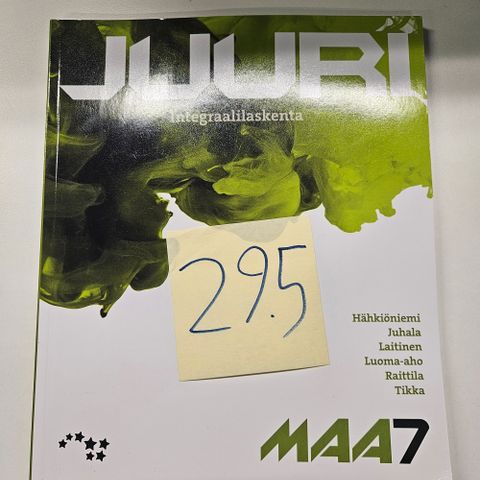 JUURI
Integraalilaskenta
29.5
Hähkiöniemi
Juhala
Laitinen
Luoma-aho
Raittila
Tikka
MAA7